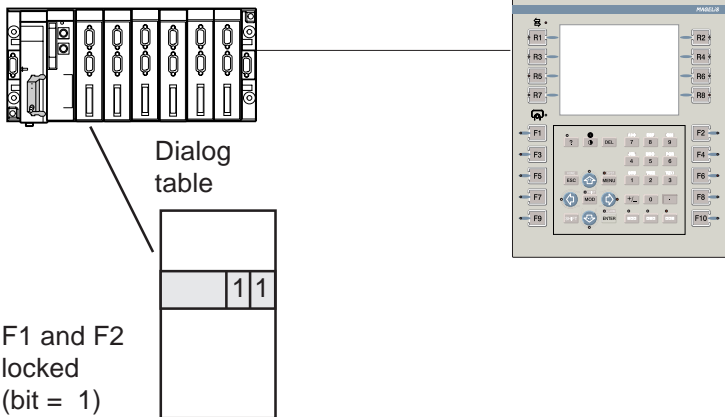 MAGELIS
R1
R2
R3
R4
R5
R6
R7
R8
F1
F2
? DEL 7 8 9
F3
F4
4 5 6
F5
F6
ESC MENU 1 2 3
F7
F8
MOD +/_ 0 .
F9
F10
ENTER
Dialog
table
1 1
F1 and F2
locked
(bit = 1)